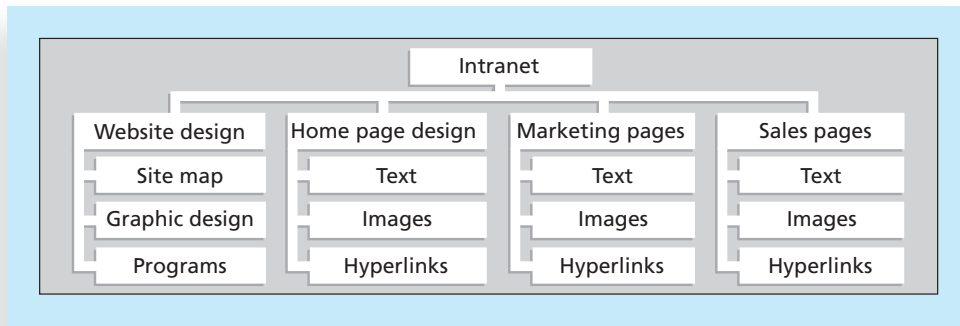 Intranet
Website design
Site map
Graphic design
Programs
Home page design
Text
Images
Hyperlinks
Marketing pages
Text
Images
Hyperlinks
Sales pages
Text
Images
Hyperlinks